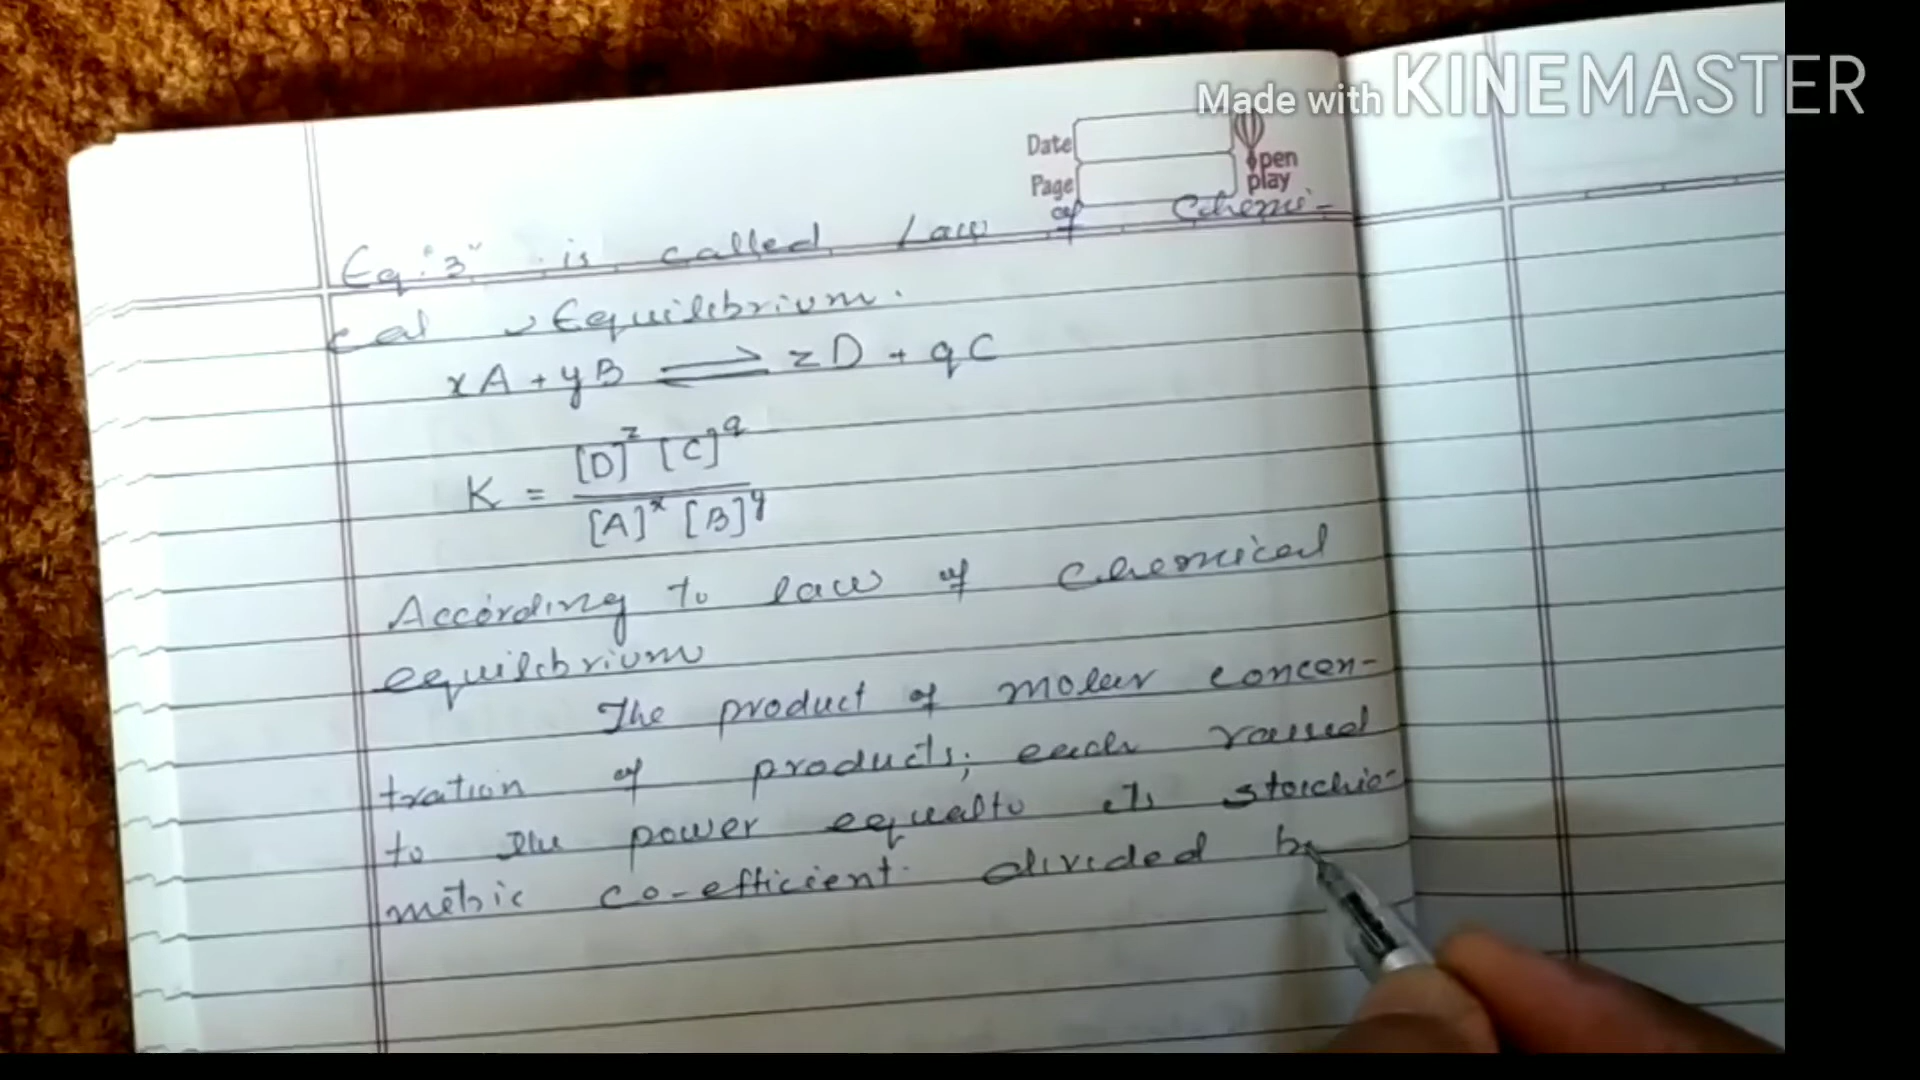 Made with KINEMASTER
Date
Page
open
play
Eq: "3" is called Law of Chemi-
cal Equilibrium.
xA + yB ⇌ zD + qC
K = [D]^z [C]^q / [A]^x [B]^y
According to law of chemical
equilibrium
The product of molar concen-
tration of products; each raised
to the power equal to its stoichio-
metric co-efficient divided b